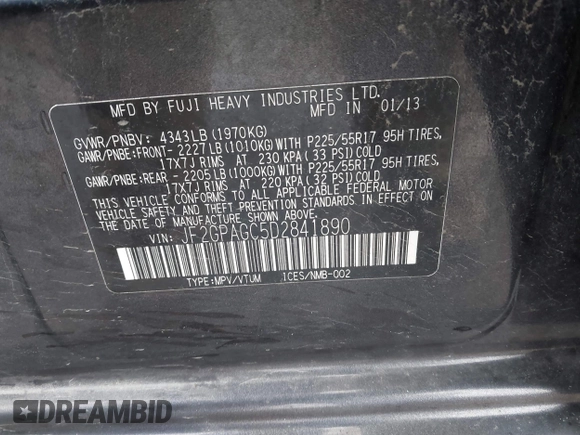 MFD BY FUJI HEAVY INDUSTRIES LTD.
MFD IN 01/13
GVWR/PNBV: 4343LB(1970KG)
GAWR/PNBE:FRONT-2227LB(1010KG)WITH P225/55R17 95H TIRES,
17X7J RIMS AT 230 KPA(33 PSI)COLD
GAWR/PNBE:REAR -2205LB(1000KG)WITH P225/55R17 95H TIRES,
17X7J RIMS AT 220 KPA(32 PSI)COLD
THIS VEHICLE CONFORMS TO ALL APPLICABLE FEDERAL MOTOR
VEHICLE SAFETY AND BUMPER STANDARDS IN EFFECT ON
THE DATE OF MANUFACTURE SHOWN ABOVE.
VIN: JF2GPAGC5D2841890
TYPE:MPV/VTUM ICES/NMB-002
DREAMBID